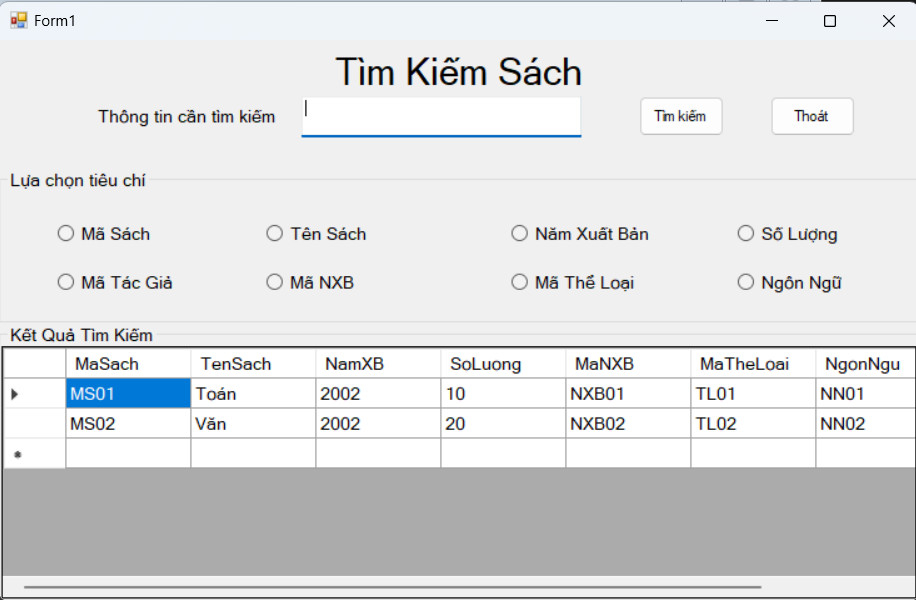 Form1
Tìm Kiếm Sách
Thông tin cần tìm kiếm Tìm kiếm Thoát
Lựa chọn tiêu chí
Mã Sách Tên Sách Năm Xuất Bản Số Lượng
Mã Tác Giả Mã NXB Mã Thể Loại Ngôn Ngữ
Kết Quả Tìm Kiếm
MaSach TenSach NamXB SoLuong MaNXB MaTheLoai NgonNgu
MS01 Toán 2002 10 NXB01 TL01 NN01
MS02 Văn 2002 20 NXB02 TL02 NN02